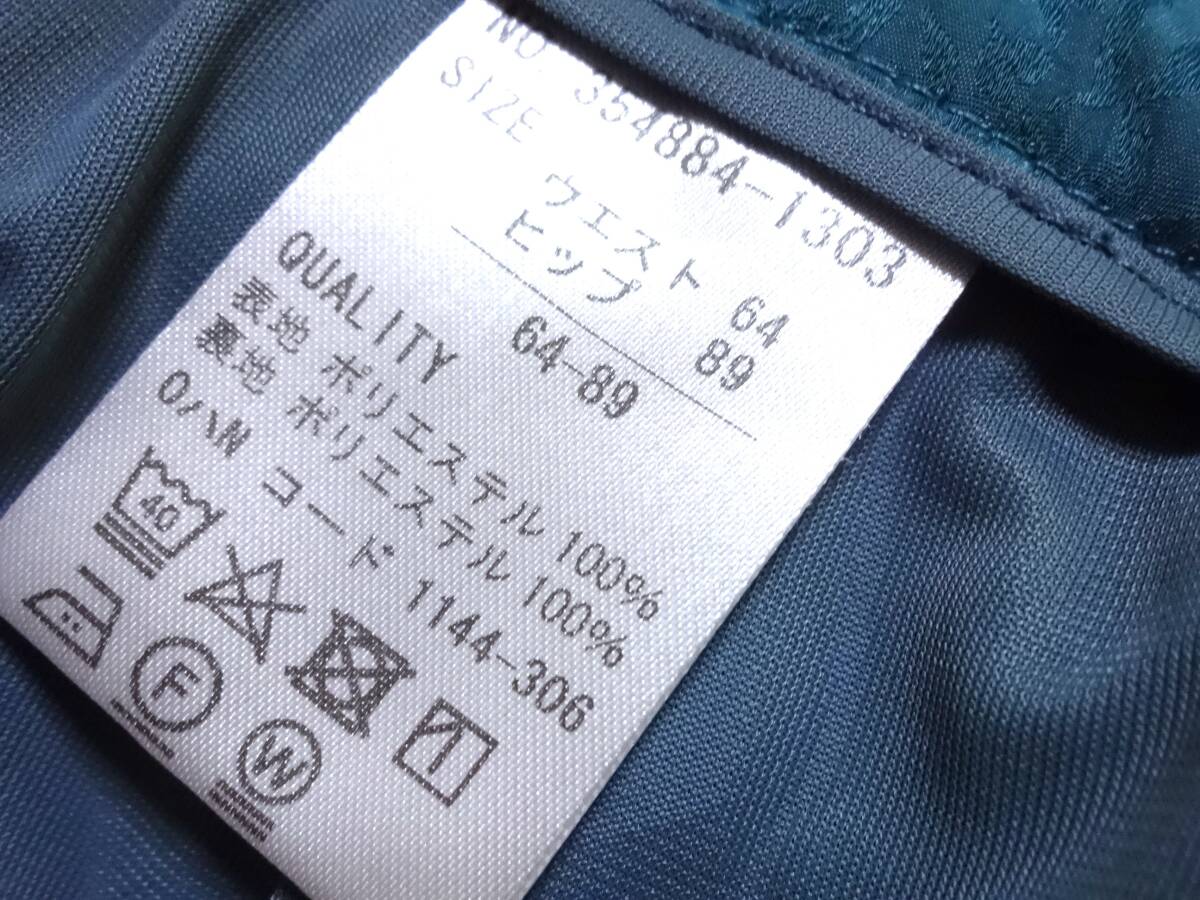 NO. 354884-1303
SIZE
ウエスト 64
ヒップ 89
64-89
QUALITY
表地 ポリエステル 100%
裏地 ポリエステル 100%
O/N コード 1144-306
40
F
W